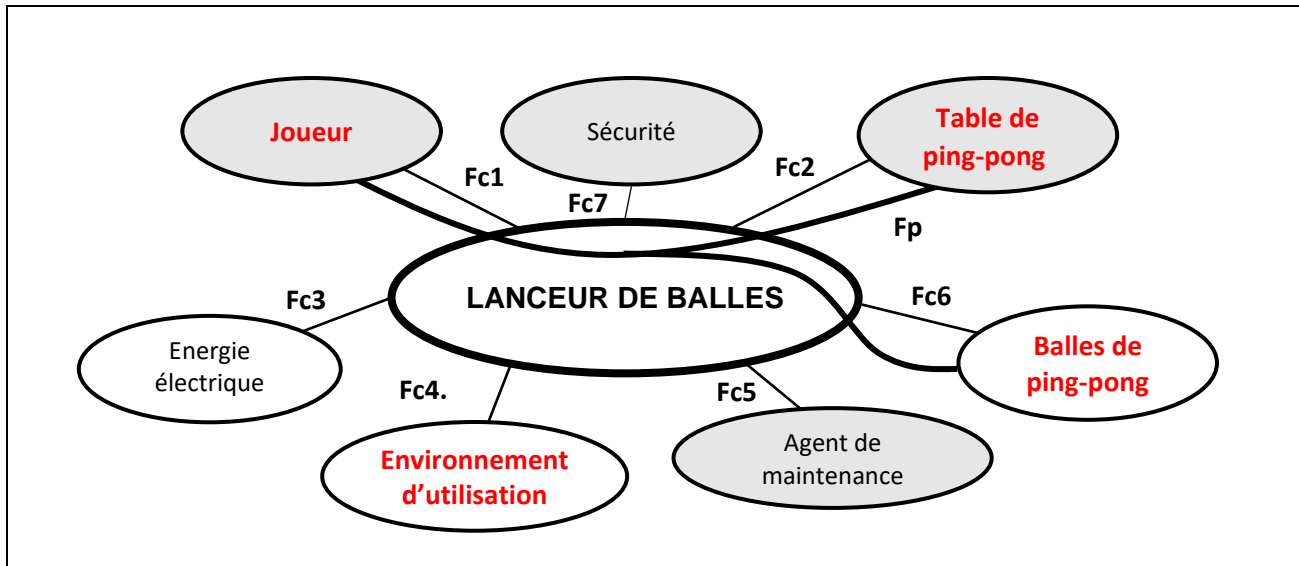 Joueur
Sécurité
Table de
ping-pong
Fc1
Fc7
Fc2
Fp
LANCEUR DE BALLES
Fc3
Fc6
Energie
électrique
Balles de
ping-pong
Fc4.
Fc5
Environnement
d’utilisation
Agent de
maintenance